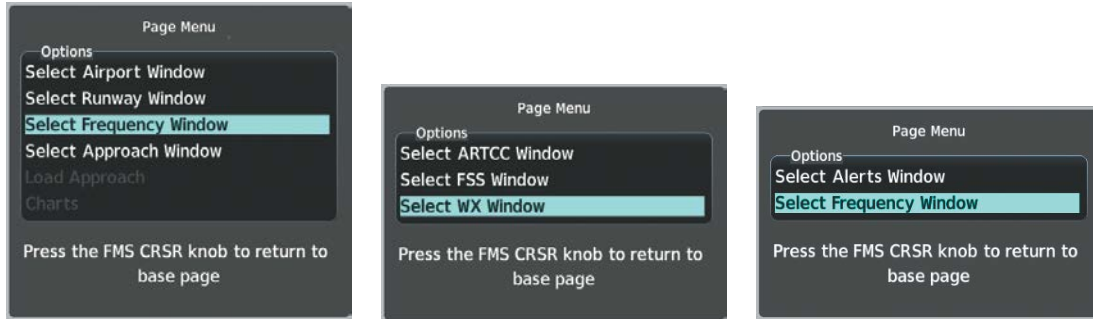 Page Menu
Options
Select Airport Window
Select Runway Window
Select Frequency Window
Select Approach Window
Load Approach
Charts
Press the FMS CRSR knob to return to
base page
Page Menu
Options
Select ARTCC Window
Select FSS Window
Select WX Window
Press the FMS CRSR knob to return to
base page
Page Menu
Options
Select Alerts Window
Select Frequency Window
Press the FMS CRSR knob to return to
base page